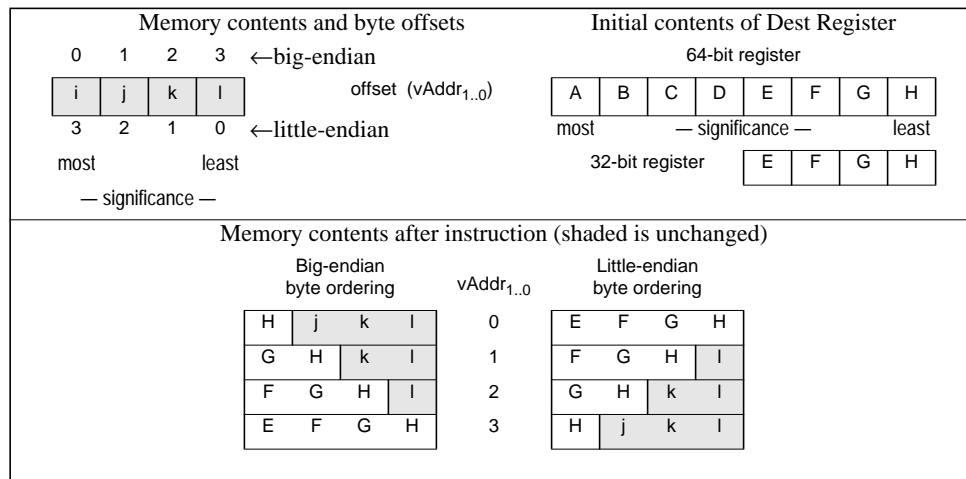 Memory contents and byte offsets
0 1 2 3 ←big-endian
i j k l offset (vAddr1..0)
3 2 1 0 ←little-endian
most least
— significance —
Initial contents of Dest Register
64-bit register
A B C D E F G H
most — significance — least
32-bit register E F G H
Memory contents after instruction (shaded is unchanged)
Big-endian
byte ordering
vAddr1..0
Little-endian
byte ordering
H j k l 0 E F G H
G H k l 1 F G H l
F G H l 2 G H k l
E F G H 3 H j k l